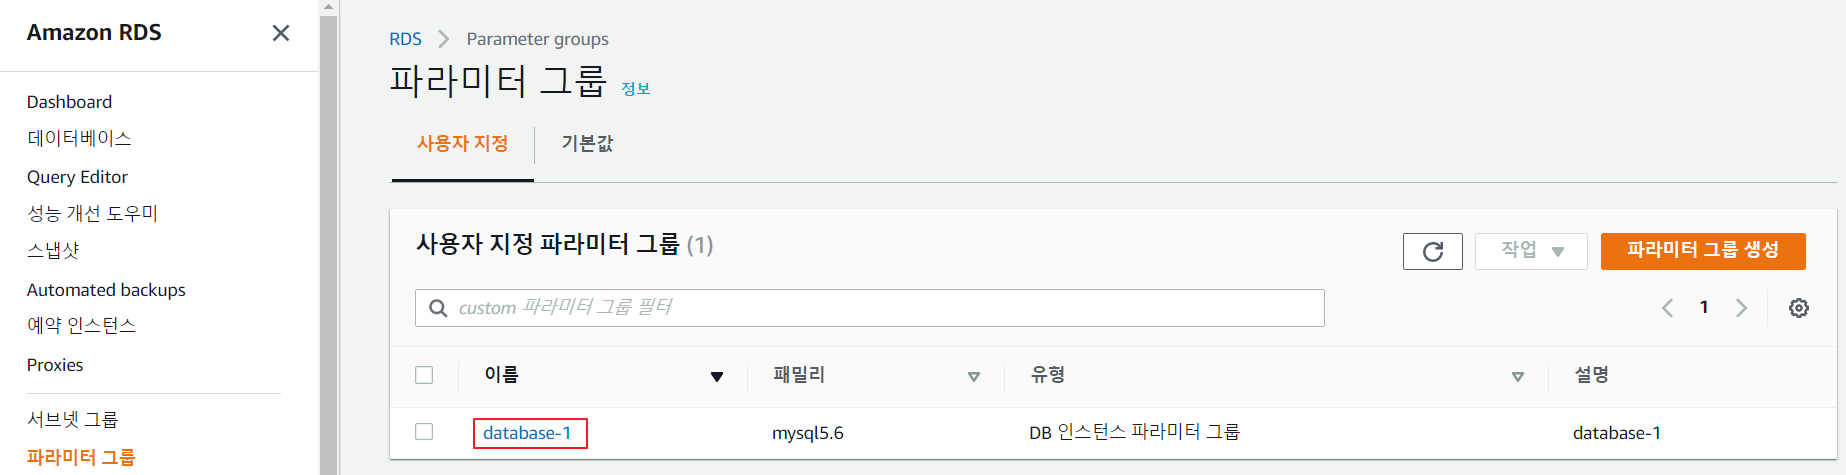 Amazon RDS
Dashboard
데이터베이스
Query Editor
성능 개선 도우미
스냅샷
Automated backups
예약 인스턴스
Proxies
서브넷 그룹
파라미터 그룹
RDS > Parameter groups
파라미터 그룹 정보
사용자 지정 기본값
사용자 지정 파라미터 그룹 (1)
작업 파라미터 그룹 생성
custom 파라미터 그룹 필터
1
이름 패밀리 유형 설명
database-1 mysql5.6 DB 인스턴스 파라미터 그룹 database-1